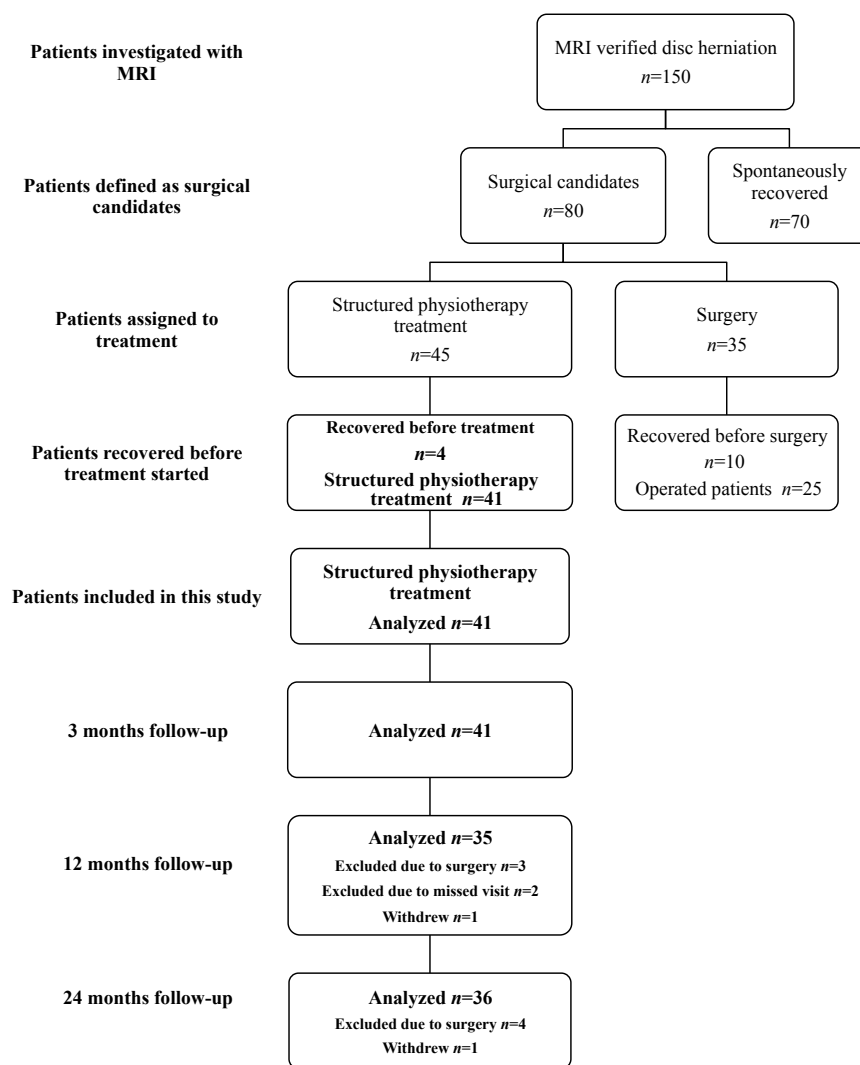 Patients investigated with
MRI
MRI verified disc herniation
n=150
Patients defined as surgical
candidates
Surgical candidates
n=80
Spontaneously
recovered
n=70
Patients assigned to
treatment
Structured physiotherapy
treatment
n=45
Surgery
n=35
Patients recovered before
treatment started
Recovered before treatment
n=4
Structured physiotherapy
treatment n=41
Recovered before surgery
n=10
Operated patients n=25
Patients included in this study
Structured physiotherapy
treatment
Analyzed n=41
3 months follow-up
Analyzed n=41
12 months follow-up
Analyzed n=35
Excluded due to surgery n=3
Excluded due to missed visit n=2
Withdrew n=1
24 months follow-up
Analyzed n=36
Excluded due to surgery n=4
Withdrew n=1